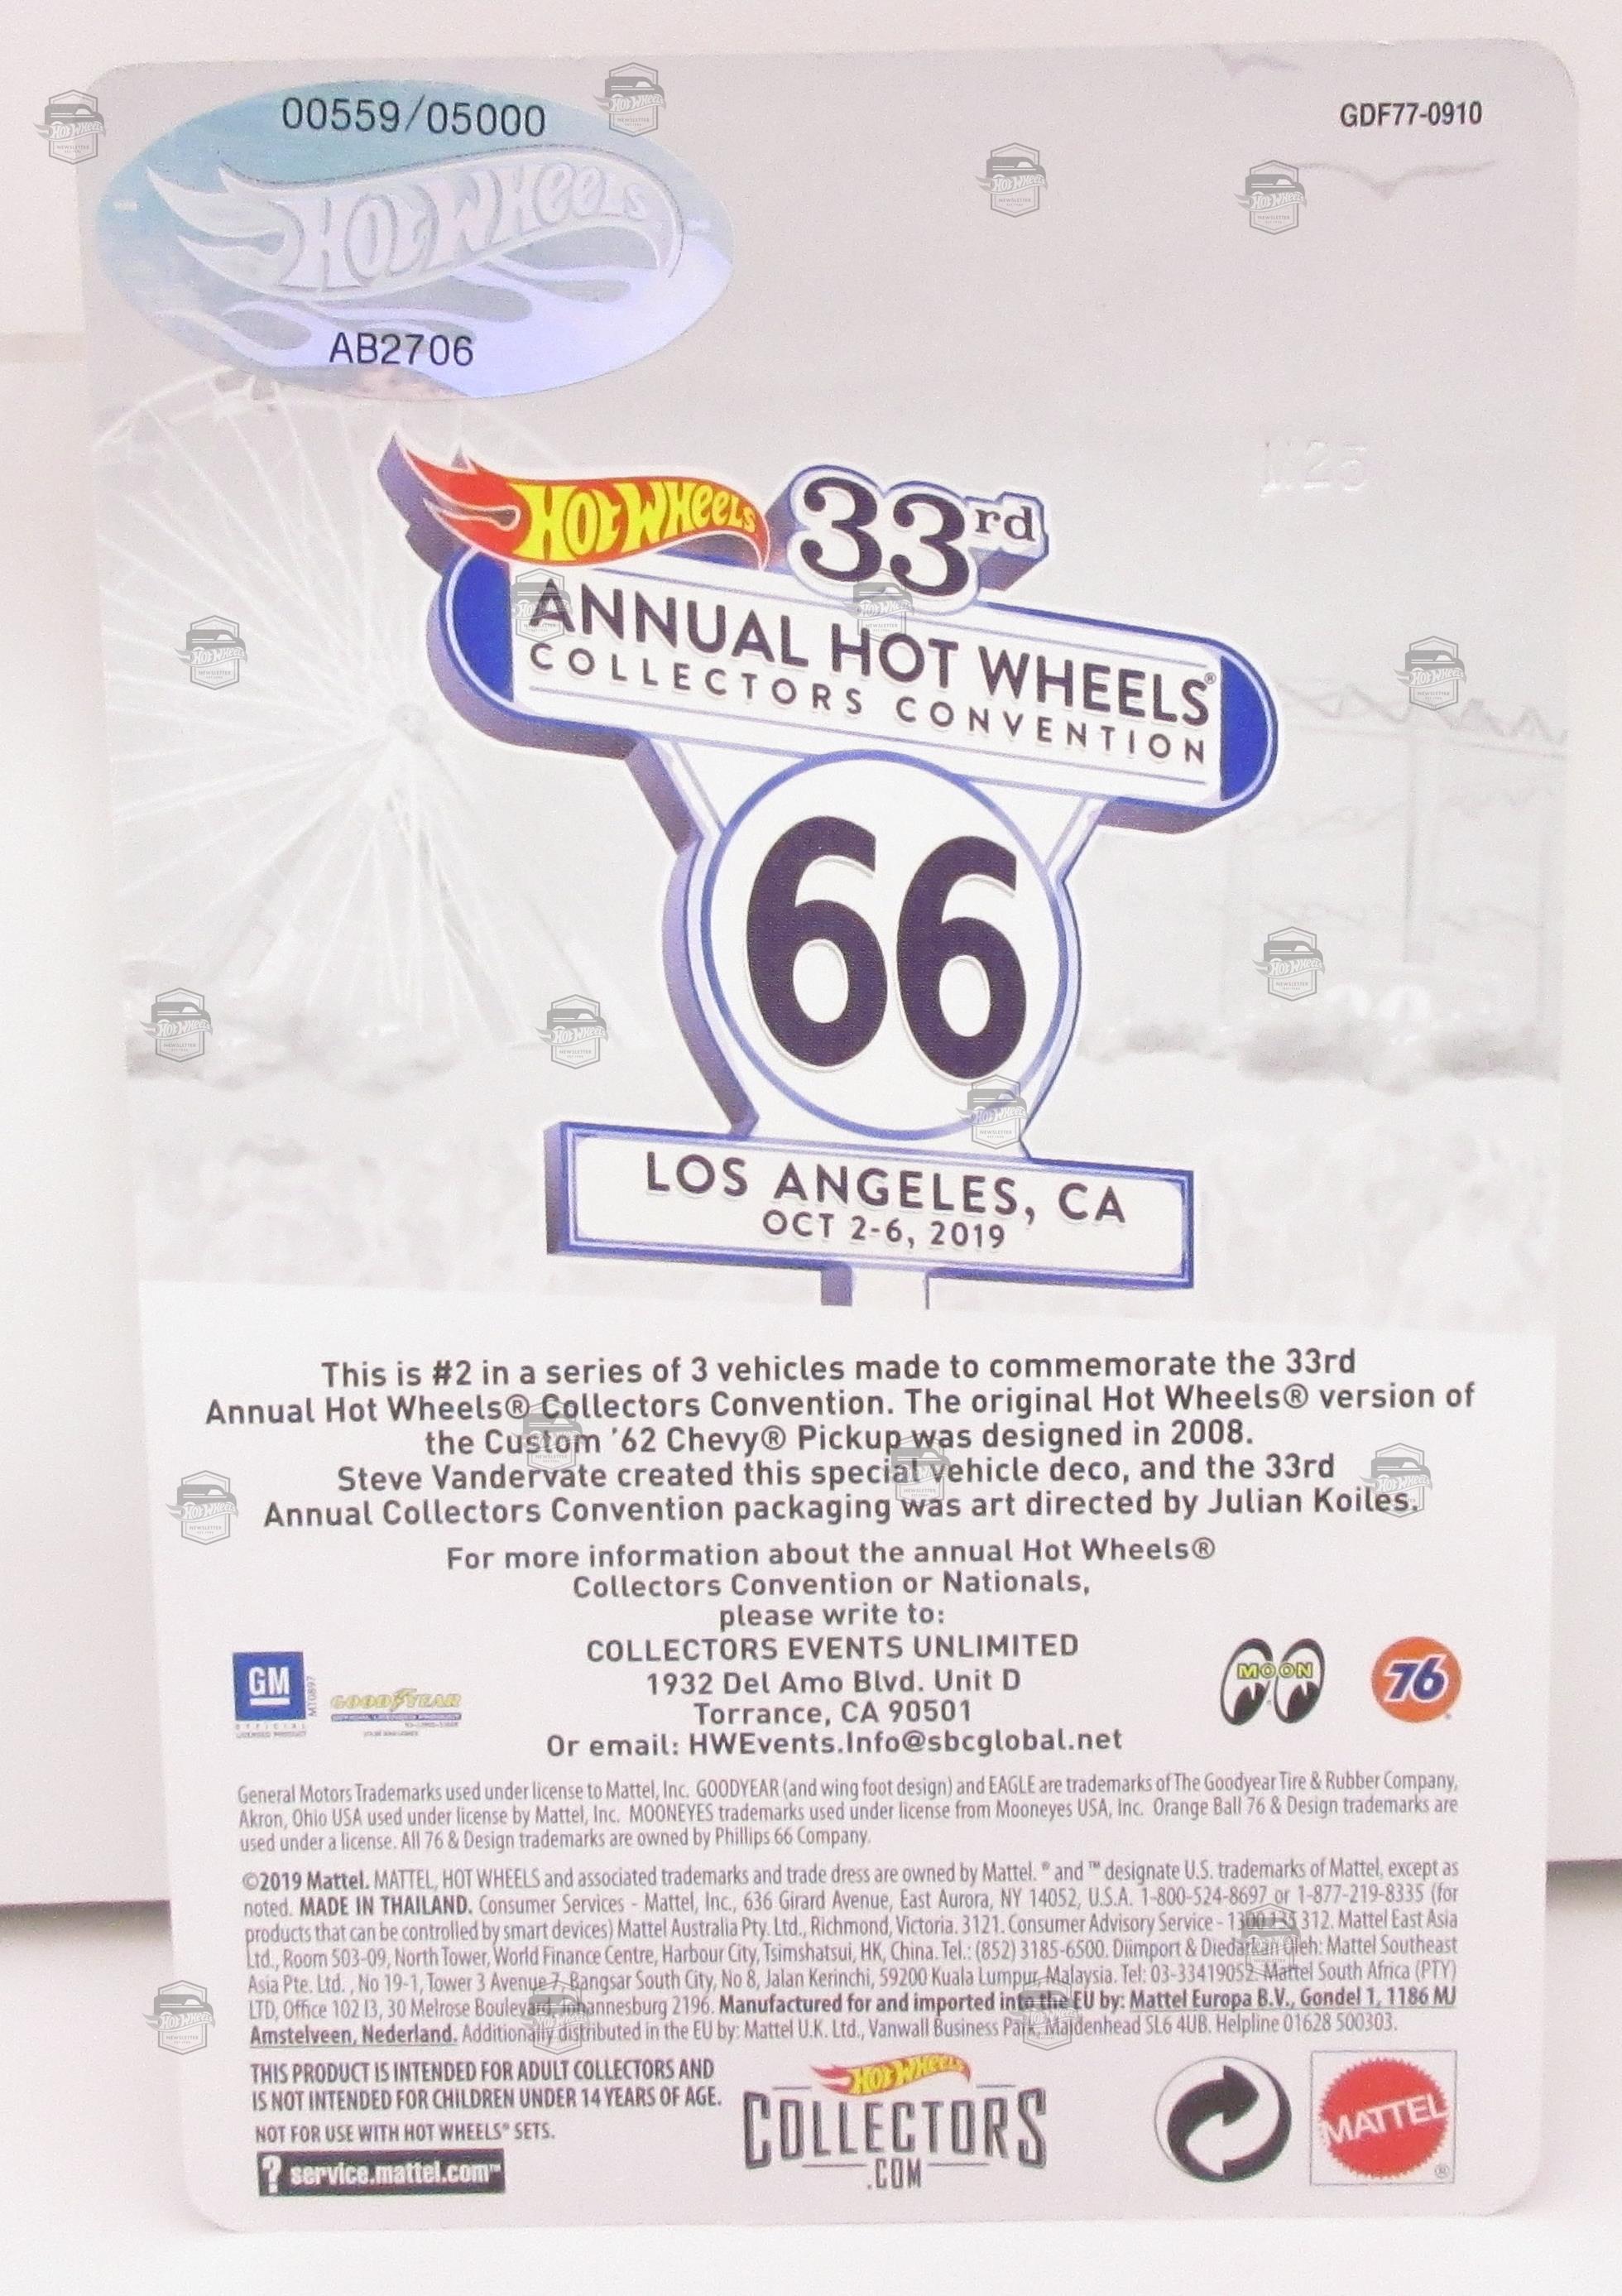 00559/05000
GDF77-0910
HOT WHEELS
AB2706
HOT WHEELS 33rd
ANNUAL HOT WHEELS®
COLLECTORS CONVENTION
66
LOS ANGELES, CA
OCT 2-6, 2019
This is #2 in a series of 3 vehicles made to commemorate the 33rd
Annual Hot Wheels® Collectors Convention. The original Hot Wheels® version of
the Custom '62 Chevy® Pickup was designed in 2008.
Steve Vandervate created this special vehicle deco, and the 33rd
Annual Collectors Convention packaging was art directed by Julian Koiles.
For more information about the annual Hot Wheels®
Collectors Convention or Nationals,
please write to:
COLLECTORS EVENTS UNLIMITED
1932 Del Amo Blvd. Unit D
Torrance, CA 90501
Or email: HWEvents.Info@sbcglobal.net
GM
MT0897
OFFICIAL
LICENSED PRODUCT
GOODYEAR
OFFICIAL LICENSED PRODUCT
MOON
76
General Motors Trademarks used under license to Mattel, Inc. GOODYEAR (and wing foot design) and EAGLE are trademarks of The Goodyear Tire & Rubber Company,
Akron, Ohio USA used under license by Mattel, Inc. MOONEYES trademarks used under license from Mooneyes USA, Inc. Orange Ball 76 & Design trademarks are
used under a license. All 76 & Design trademarks are owned by Phillips 66 Company.
©2019 Mattel. MATTEL, HOT WHEELS and associated trademarks and trade dress are owned by Mattel. ® and ™ designate U.S. trademarks of Mattel, except as
noted. MADE IN THAILAND. Consumer Services - Mattel, Inc., 636 Girard Avenue, East Aurora, NY 14052, U.S.A. 1-800-524-8697 or 1-877-219-8335 (for
products that can be controlled by smart devices) Mattel Australia Pty. Ltd., Richmond, Victoria. 3121. Consumer Advisory Service - 1300 135 312. Mattel East Asia
Ltd., Room 503-09, North Tower, World Finance Centre, Harbour City, Tsimshatsui, HK, China. Tel.: (852) 3185-6500. Diimport & Diedarkan Oleh: Mattel Southeast
Asia Pte. Ltd. , No 19-1, Tower 3 Avenue 7, Bangsar South City, No 8, Jalan Kerinchi, 59200 Kuala Lumpur, Malaysia. Tel: 03-33419052. Mattel South Africa (PTY)
LTD, Office 102 I3, 30 Melrose Boulevard, Johannesburg 2196. Manufactured for and imported into the EU by: Mattel Europa B.V., Gondel 1, 1186 MJ
Amstelveen, Nederland. Additionally distributed in the EU by: Mattel U.K. Ltd., Vanwall Business Park, Maidenhead SL6 4UB. Helpline 01628 500303.
THIS PRODUCT IS INTENDED FOR ADULT COLLECTORS AND
IS NOT INTENDED FOR CHILDREN UNDER 14 YEARS OF AGE.
NOT FOR USE WITH HOT WHEELS® SETS.
? service.mattel.com™
HOT WHEELS
COLLECTORS
.COM
MATTEL
®